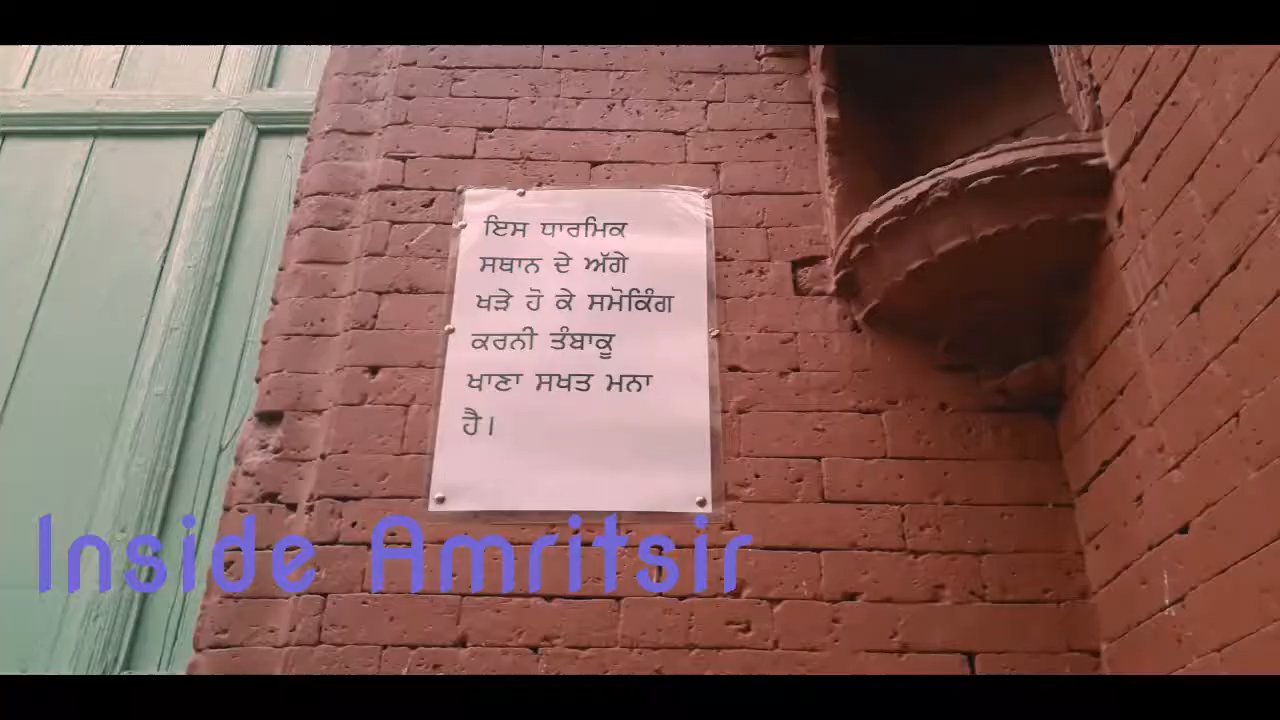 ਇਸ ਧਾਰਮਿਕ
ਸਥਾਨ ਦੇ ਅੱਗੇ
ਖੜੇ ਹੋ ਕੇ ਸਮੋਕਿੰਗ
ਕਰਨੀ ਤੰਬਾਕੂ
ਖਾਣਾ ਸਖਤ ਮਨਾ
ਹੈ।
Inside Amritsir